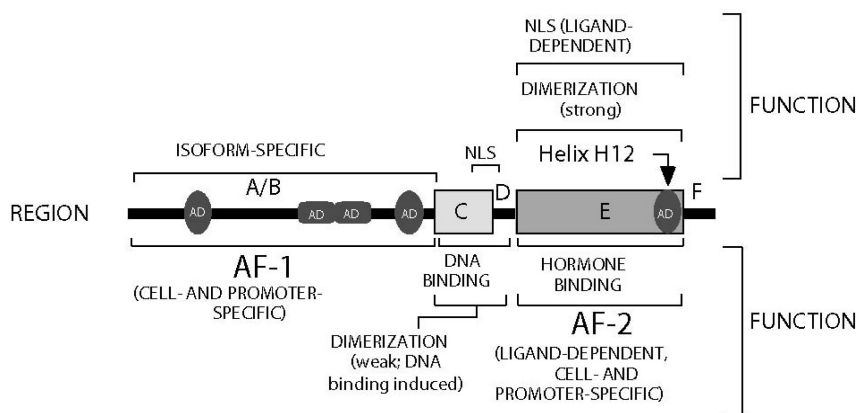 NLS (LIGAND-
DEPENDENT)
DIMERIZATION
(strong)
FUNCTION
NLS
Helix H12
ISOFORM-SPECIFIC
A/B
D
F
REGION
AD
AD
AD
AD
C
E
AD
AF-1
(CELL- AND PROMOTER-
SPECIFIC)
DNA
BINDING
HORMONE
BINDING
DIMERIZATION
(weak; DNA
binding induced)
AF-2
(LIGAND-DEPENDENT,
CELL- AND
PROMOTER-SPECIFIC)
FUNCTION